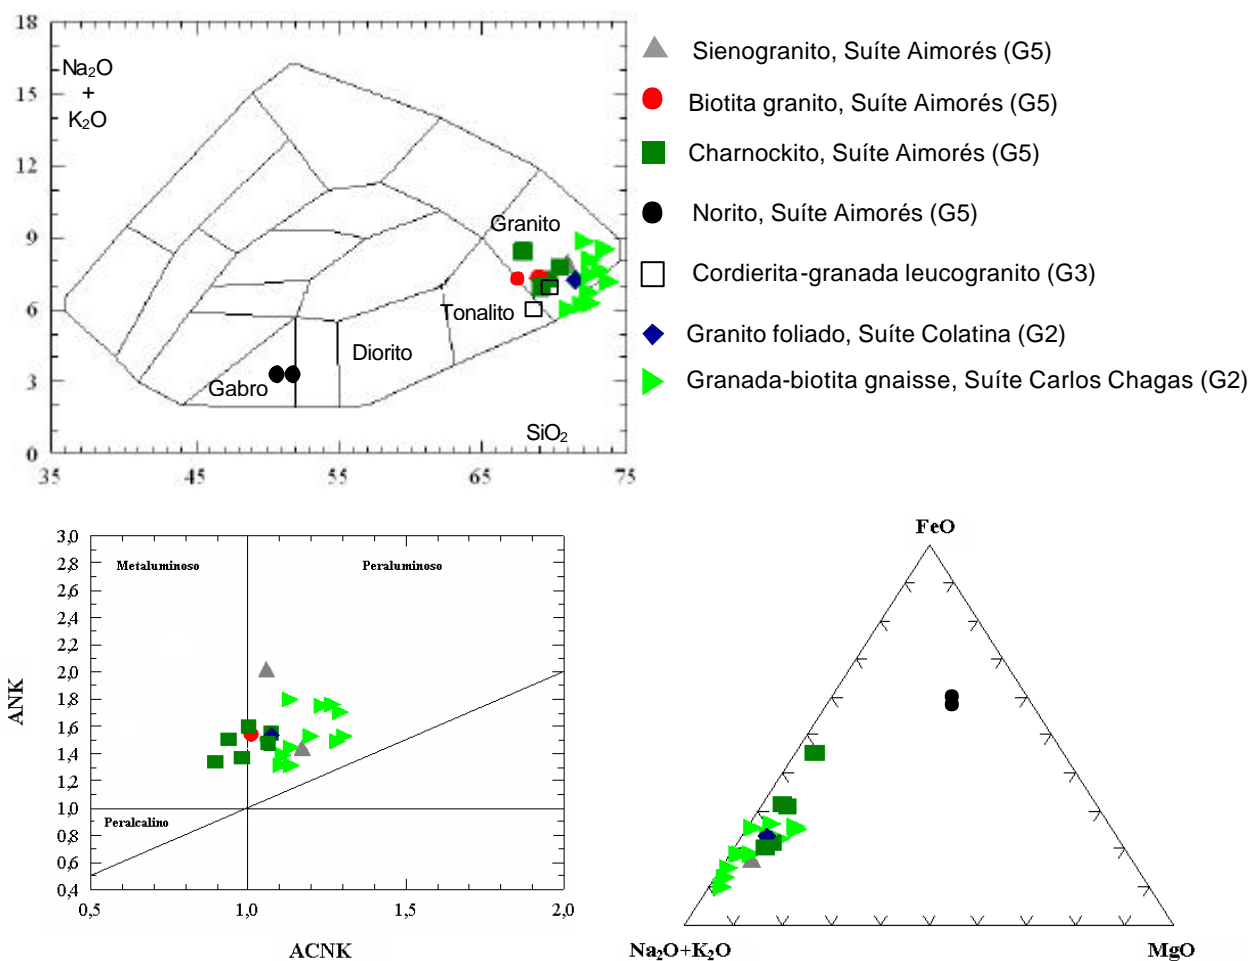 18
15
12
9
6
3
0
Na₂O
+
K₂O
Granito
Tonalito
Diorito
Gabro
SiO₂
35
45
55
65
75
Sienogranito, Suíte Aimorés (G5)
Biotita granito, Suíte Aimorés (G5)
Charnockito, Suíte Aimorés (G5)
Norito, Suíte Aimorés (G5)
Cordierita-granada leucogranito (G3)
Granito foliado, Suíte Colatina (G2)
Granada-biotita gnaisse, Suíte Carlos Chagas (G2)
3,0
2,8
2,6
2,4
2,2
2,0
1,8
1,6
1,4
1,2
1,0
0,8
0,6
0,4
ANK
Metaluminoso
Peraluminoso
Peralcalino
0,5
1,0
1,5
2,0
ACNK
FeO
Na₂O+K₂O
MgO